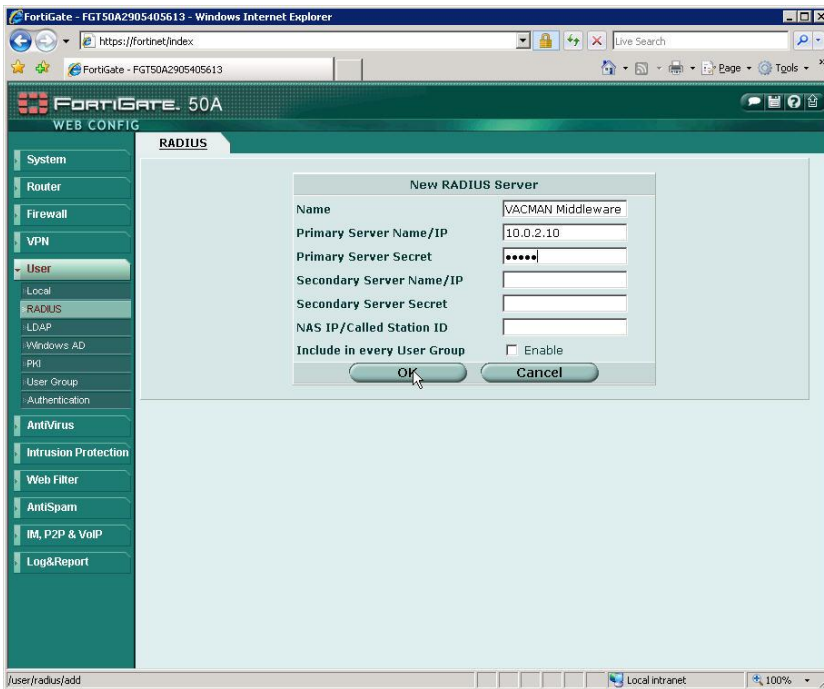 FortiGate - FGT50A2905405613 - Windows Internet Explorer
https://fortinet/index
Live Search
FortiGate - FGT50A2905405613
Page
Tools
FORTIGATE. 50A
WEB CONFIG
RADIUS
System
Router
Firewall
VPN
User
Local
RADIUS
LDAP
Windows AD
PKI
User Group
Authentication
AntiVirus
Intrusion Protection
Web Filter
AntiSpam
IM, P2P & VoIP
Log&Report
New RADIUS Server
Name VACMAN Middleware
Primary Server Name/IP 10.0.2.10
Primary Server Secret •••••
Secondary Server Name/IP
Secondary Server Secret
NAS IP/Called Station ID
Include in every User Group Enable
OK Cancel
/user/radius/add
Local intranet
100%